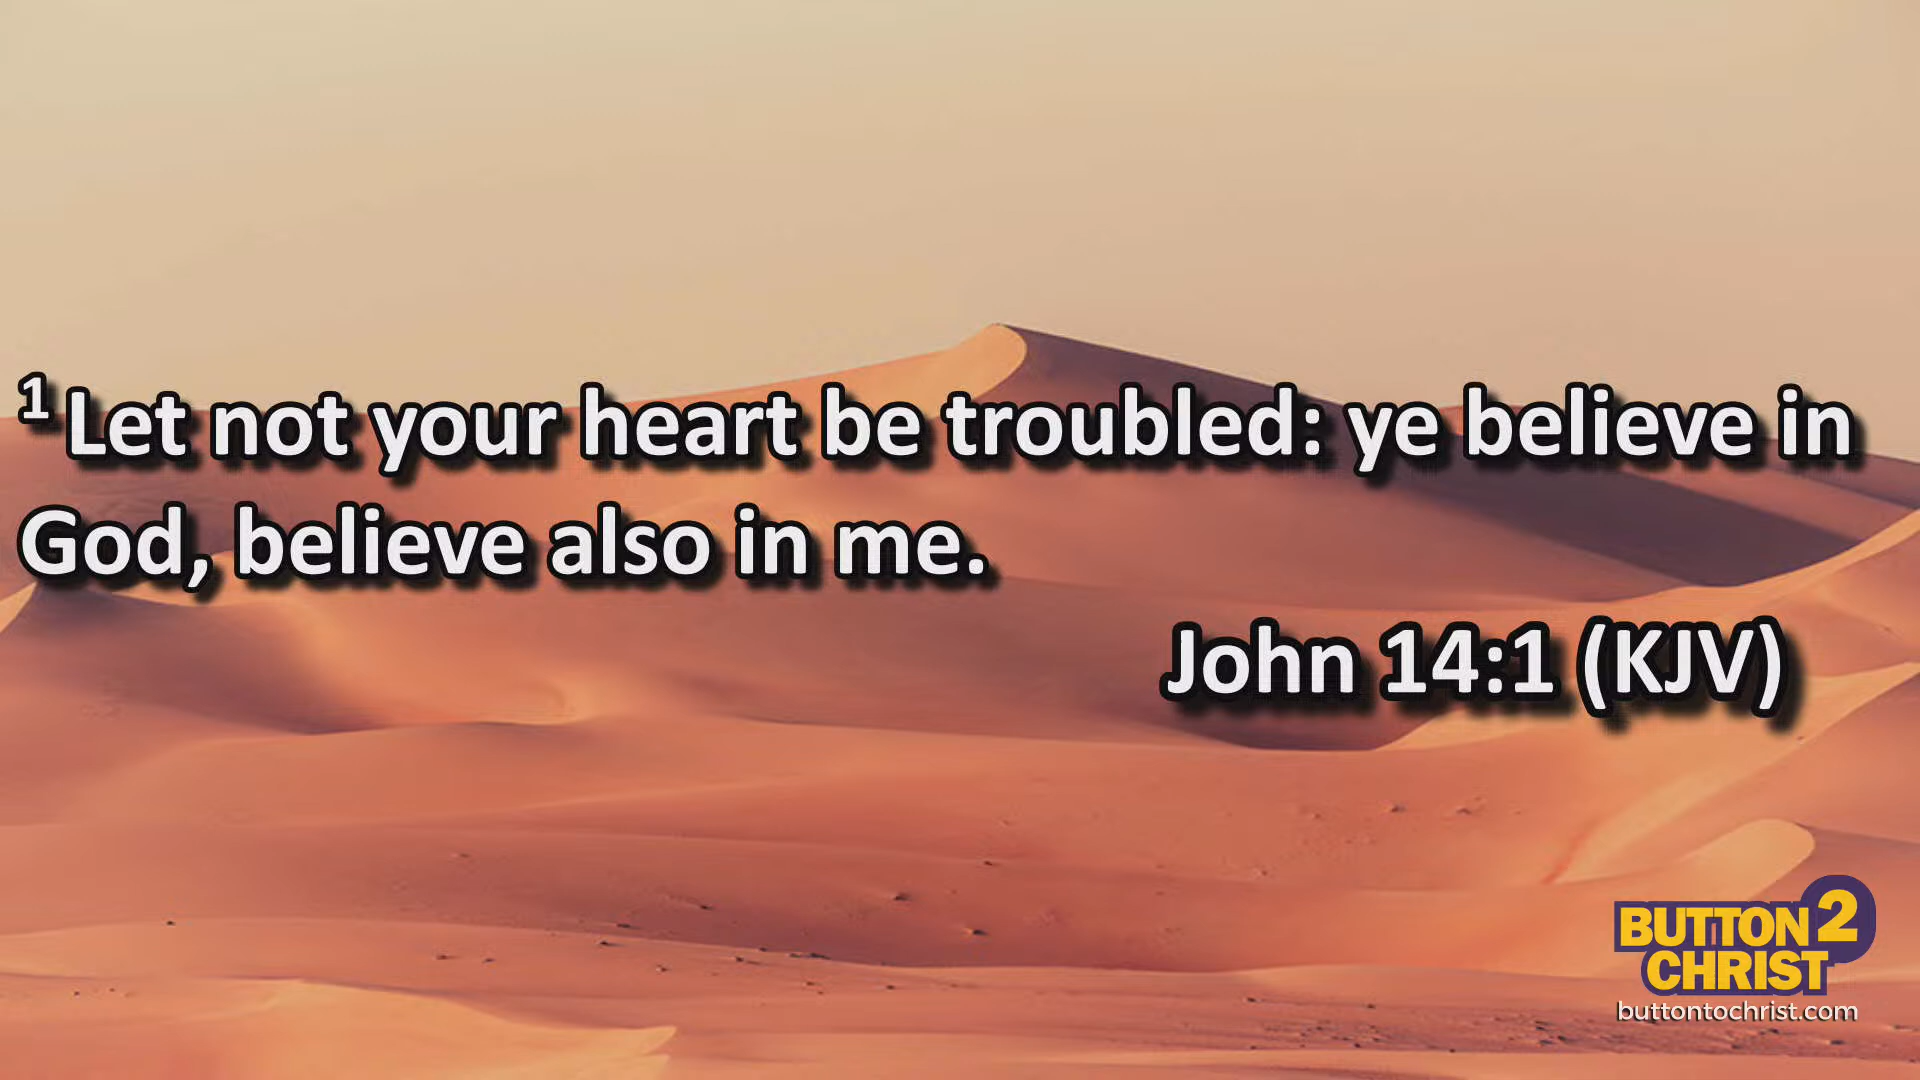 1 Let not your heart be troubled: ye believe in
God, believe also in me.
John 14:1 (KJV)
BUTTON 2
CHRIST
buttontochrist.com